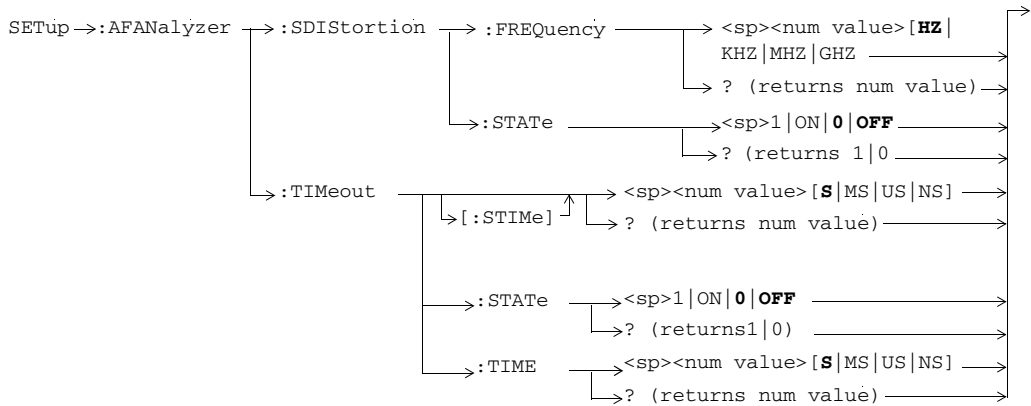 SETup :AFANalyzer :SDIStortion :FREQuency <sp><num value>[HZ|
KHZ|MHZ|GHZ
? (returns num value)
:STATe <sp>1|ON|0|OFF
? (returns 1|0
:TIMeout <sp><num value>[S|MS|US|NS]
[:STIMe] ? (returns num value)
:STATe <sp>1|ON|0|OFF
? (returns1|0)
:TIME <sp><num value>[S|MS|US|NS]
? (returns num value)